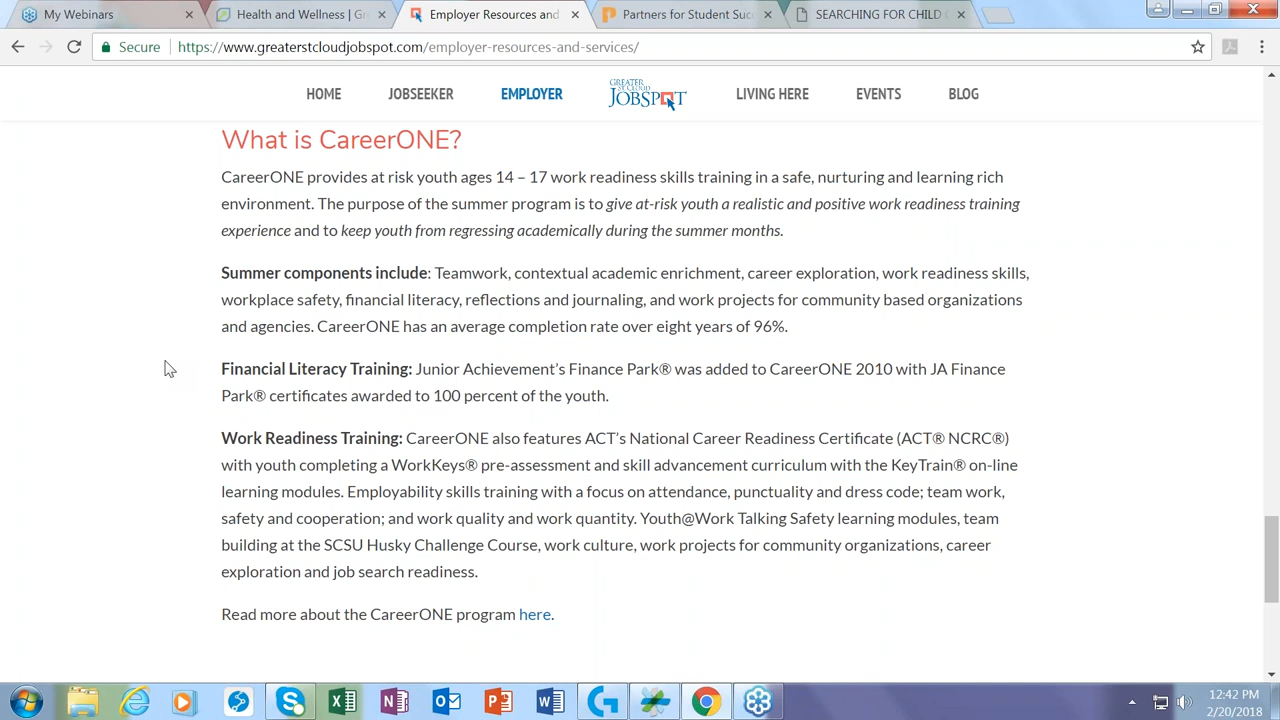 My Webinars
Health and Wellness | G
Employer Resources and
Partners for Student Suc
SEARCHING FOR CHILD
Secure https://www.greaterstcloudjobspot.com/employer-resources-and-services/
HOME JOBSEEKER EMPLOYER GREATER ST. CLOUD JOBSPOT LIVING HERE EVENTS BLOG
What is CareerONE?
CareerONE provides at risk youth ages 14 – 17 work readiness skills training in a safe, nurturing and learning rich
environment. The purpose of the summer program is to give at-risk youth a realistic and positive work readiness training
experience and to keep youth from regressing academically during the summer months.
Summer components include: Teamwork, contextual academic enrichment, career exploration, work readiness skills,
workplace safety, financial literacy, reflections and journaling, and work projects for community based organizations
and agencies. CareerONE has an average completion rate over eight years of 96%.
Financial Literacy Training: Junior Achievement’s Finance Park® was added to CareerONE 2010 with JA Finance
Park® certificates awarded to 100 percent of the youth.
Work Readiness Training: CareerONE also features ACT’s National Career Readiness Certificate (ACT® NCRC®)
with youth completing a WorkKeys® pre-assessment and skill advancement curriculum with the KeyTrain® on-line
learning modules. Employability skills training with a focus on attendance, punctuality and dress code; team work,
safety and cooperation; and work quality and work quantity. Youth@Work Talking Safety learning modules, team
building at the SCSU Husky Challenge Course, work culture, work projects for community organizations, career
exploration and job search readiness.
Read more about the CareerONE program here.
12:42 PM
2/20/2018